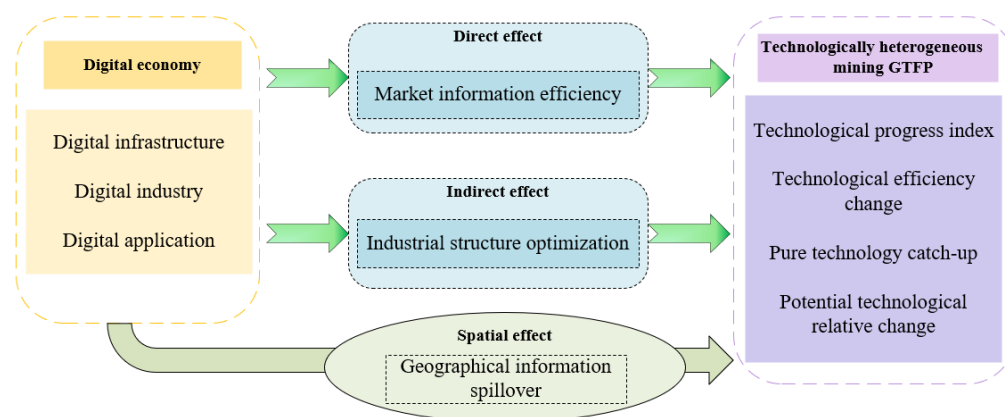 Digital economy
Digital infrastructure
Digital industry
Digital application
Direct effect
Market information efficiency
Indirect effect
Industrial structure optimization
Spatial effect
Geographical information
spillover
Technologically heterogeneous
mining GTFP
Technological progress index
Technological efficiency
change
Pure technology catch-up
Potential technological
relative change